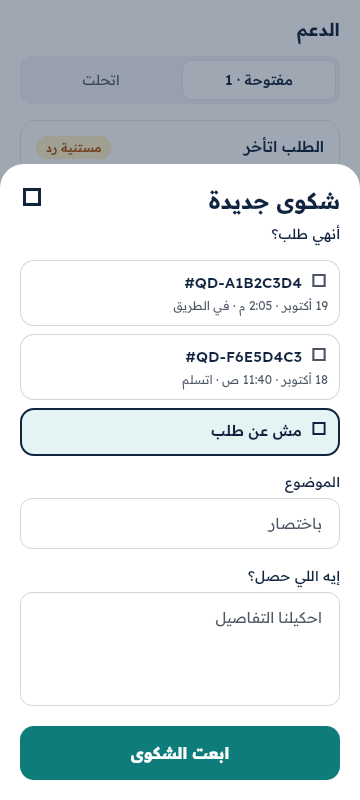 الدعم
مفتوحة · 1
اتحلت
الطلب اتأخر
مستنية رد
شكوى جديدة
أنهي طلب؟
#QD-A1B2C3D4
19 أكتوبر · 2:05 م · في الطريق
#QD-F6E5D4C3
18 أكتوبر · 11:40 ص · اتسلم
مش عن طلب
الموضوع
باختصار
إيه اللي حصل؟
احكيلنا التفاصيل
ابعت الشكوى